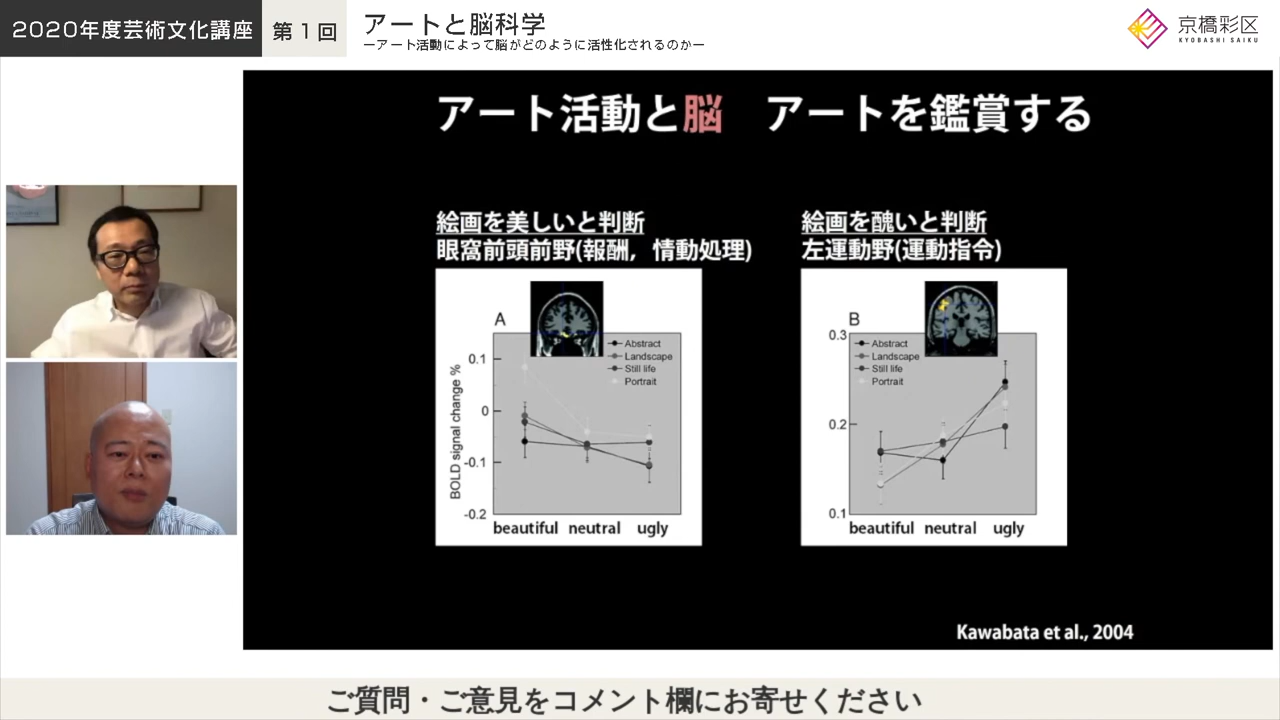 2020年度芸術文化講座
第1回
アートと脳科学
ーアート活動によって脳がどのように活性化されるのかー
京橋彩区
KYOBASHI SAIKU
アート活動と脳 アートを鑑賞する
絵画を美しいと判断
眼窩前頭前野(報酬，情動処理)
A
Abstract
Landscape
Still life
Portrait
BOLD signal change %
0.1
0
-0.1
-0.2
beautiful neutral ugly
絵画を醜いと判断
左運動野(運動指令)
B
Abstract
Landscape
Still life
Portrait
0.3
0.2
0.1
beautiful neutral ugly
Kawabata et al., 2004
ご質問・ご意見をコメント欄にお寄せください